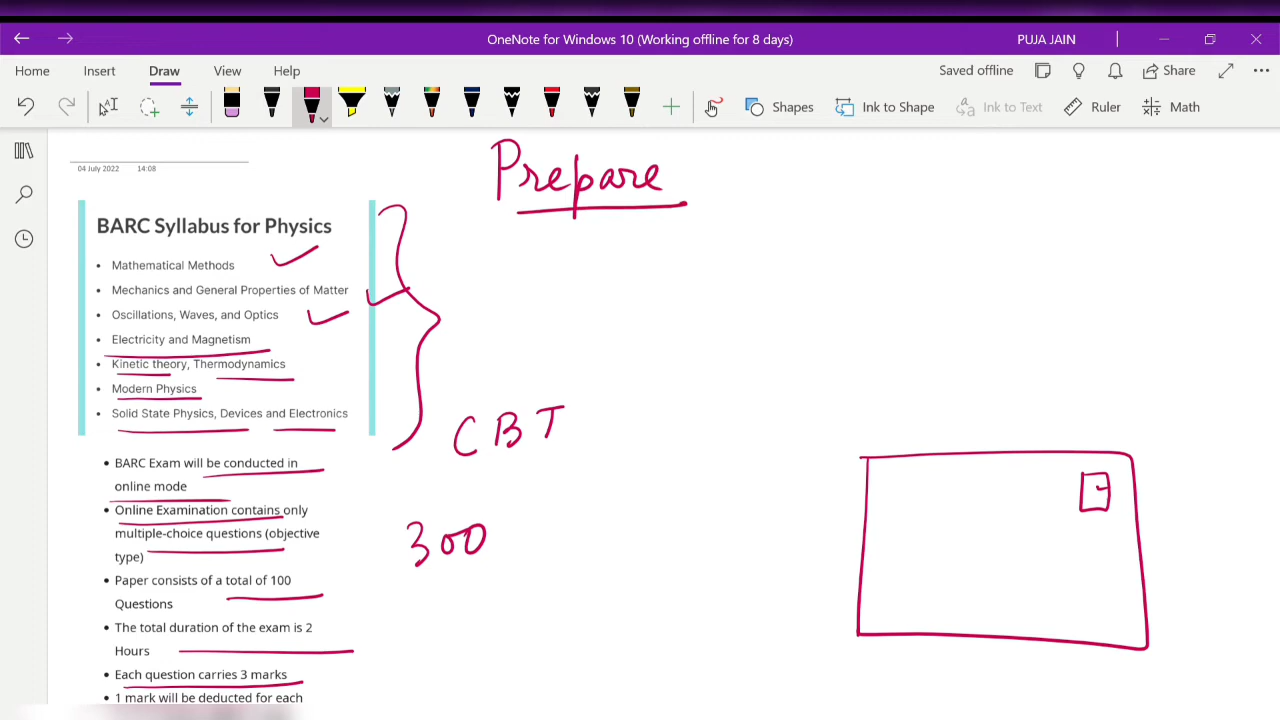 OneNote for Windows 10 (Working offline for 8 days)
PUJA JAIN
Home Insert Draw View Help
Saved offline
Share
Shapes
Ink to Shape
Ink to Text
Ruler
Math
04 July 2022 14:08
Prepare
BARC Syllabus for Physics
• Mathematical Methods
• Mechanics and General Properties of Matter
• Oscillations, Waves, and Optics
• Electricity and Magnetism
• Kinetic theory, Thermodynamics
• Modern Physics
• Solid State Physics, Devices and Electronics
CBT
• BARC Exam will be conducted in
online mode
• Online Examination contains only
multiple-choice questions (objective
type)
300
• Paper consists of a total of 100
Questions
• The total duration of the exam is 2
Hours
• Each question carries 3 marks
• 1 mark will be deducted for each